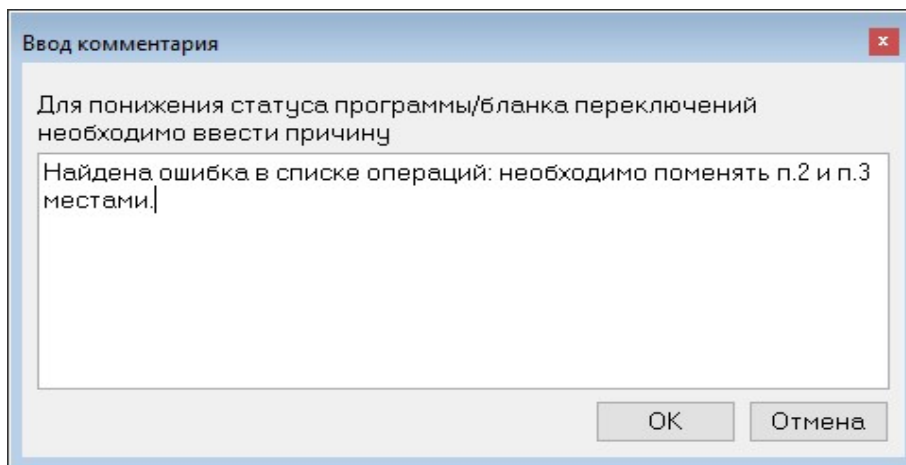 Ввод комментария
Для понижения статуса программы/бланка переключений
необходимо ввести причину
Найдена ошибка в списке операций: необходимо поменять п.2 и п.3
местами.
OK Отмена